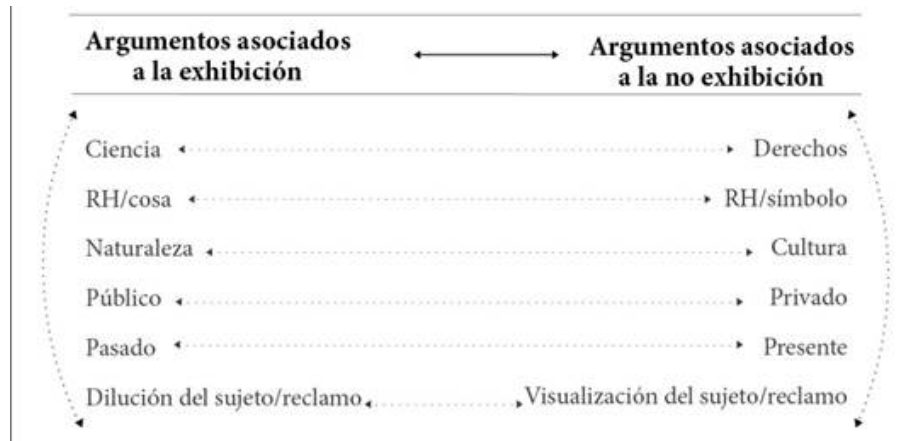 Argumentos asociados
a la exhibición
Argumentos asociados
a la no exhibición
Ciencia Derechos
RH/cosa RH/símbolo
Naturaleza Cultura
Público Privado
Pasado Presente
Dilución del sujeto/reclamo Visualización del sujeto/reclamo